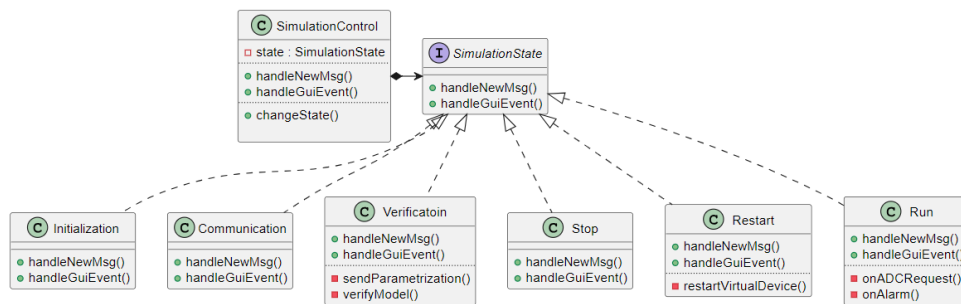 C SimulationControl
state : SimulationState
handleNewMsg()
handleGuiEvent()
changeState()
I SimulationState
handleNewMsg()
handleGuiEvent()
C Initialization
handleNewMsg()
handleGuiEvent()
C Communication
handleNewMsg()
handleGuiEvent()
C Verificatoin
handleNewMsg()
handleGuiEvent()
sendParametrization()
verifyModel()
C Stop
handleNewMsg()
handleGuiEvent()
C Restart
handleNewMsg()
handleGuiEvent()
restartVirtualDevice()
C Run
handleNewMsg()
handleGuiEvent()
onADCRequest()
onAlarm()